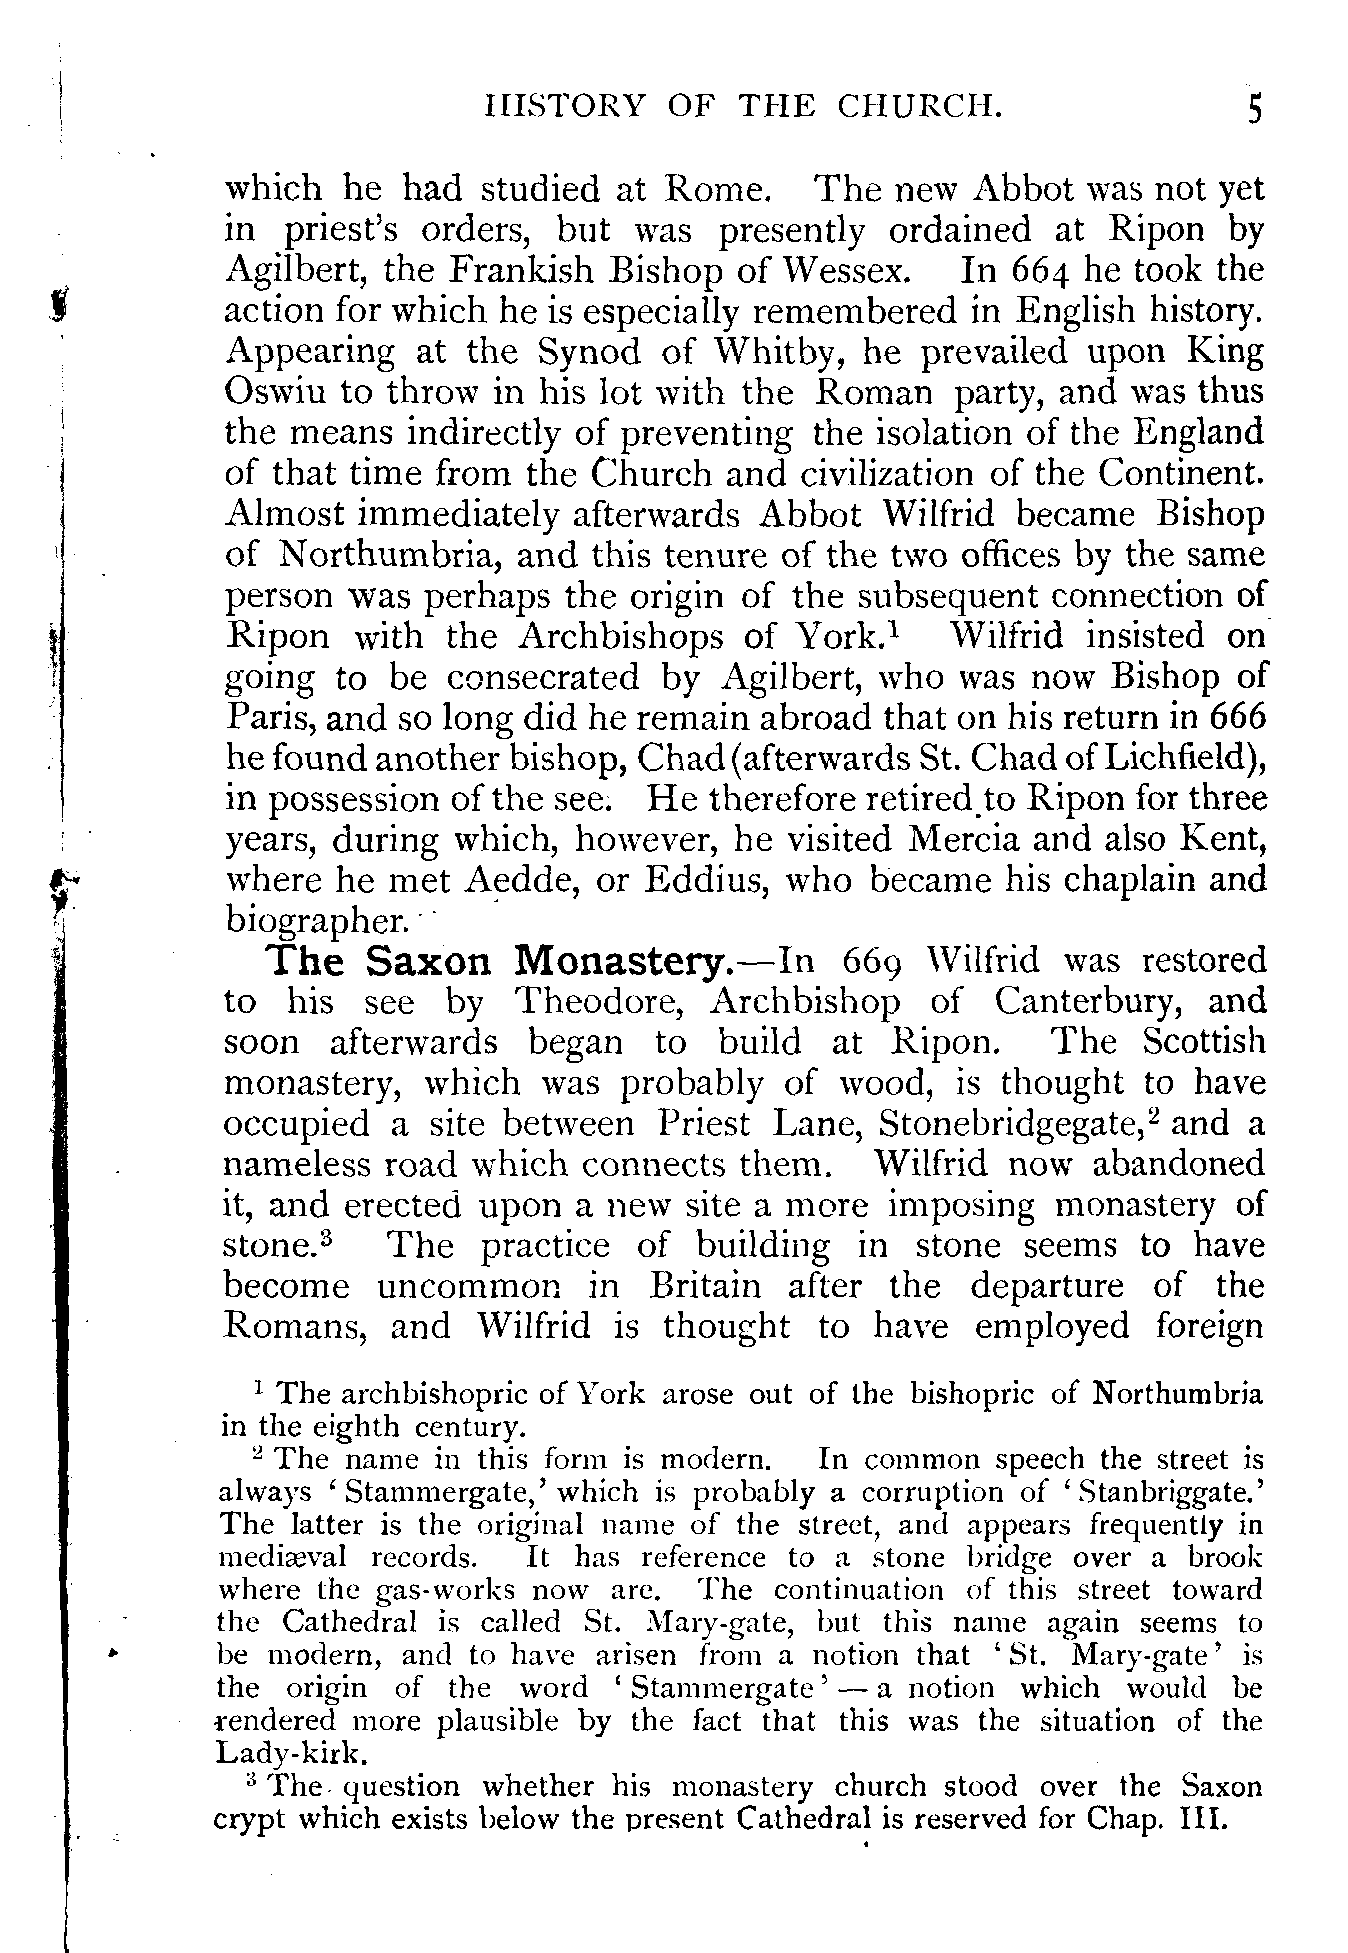 HISTORY OF THE CHURCH. 5
which he had studied at Rome. The new Abbot was not yet
in priest's orders, but was presently ordained at Ripon by
Agilbert, the Frankish Bishop of Wessex. In 664 he took the
action for which he is especially remembered in English history.
Appearing at the Synod of Whitby, he prevailed upon King
Oswiu to throw in his lot with the Roman party, and was thus
the means indirectly of preventing the isolation of the England
of that time from the Church and civilization of the Continent.
Almost immediately afterwards Abbot Wilfrid became Bishop
of Northumbria, and this tenure of the two offices by the same
person was perhaps the origin of the subsequent connection of
Ripon with the Archbishops of York.¹ Wilfrid insisted on
going to be consecrated by Agilbert, who was now Bishop of
Paris, and so long did he remain abroad that on his return in 666
he found another bishop, Chad (afterwards St. Chad of Lichfield),
in possession of the see. He therefore retired to Ripon for three
years, during which, however, he visited Mercia and also Kent,
where he met Aedde, or Eddius, who became his chaplain and
biographer.
The Saxon Monastery.—In 669 Wilfrid was restored
to his see by Theodore, Archbishop of Canterbury, and
soon afterwards began to build at Ripon. The Scottish
monastery, which was probably of wood, is thought to have
occupied a site between Priest Lane, Stonebridgegate,² and a
nameless road which connects them. Wilfrid now abandoned
it, and erected upon a new site a more imposing monastery of
stone.³ The practice of building in stone seems to have
become uncommon in Britain after the departure of the
Romans, and Wilfrid is thought to have employed foreign
¹ The archbishopric of York arose out of the bishopric of Northumbria
in the eighth century.
² The name in this form is modern. In common speech the street is
always 'Stammergate,' which is probably a corruption of 'Stanbriggate.'
The latter is the original name of the street, and appears frequently in
mediæval records. It has reference to a stone bridge over a brook
where the gas-works now are. The continuation of this street toward
the Cathedral is called St. Mary-gate, but this name again seems to
be modern, and to have arisen from a notion that 'St. Mary-gate' is
the origin of the word 'Stammergate'—a notion which would be
rendered more plausible by the fact that this was the situation of the
Lady-kirk.
³ The question whether his monastery church stood over the Saxon
crypt which exists below the present Cathedral is reserved for Chap. III.